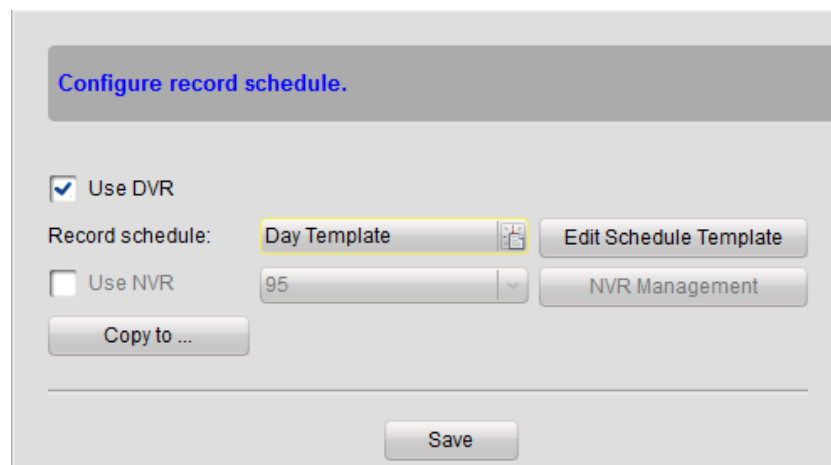 Configure record schedule.
Use DVR
Record schedule: Day Template Edit Schedule Template
Use NVR 95 NVR Management
Copy to ...
Save